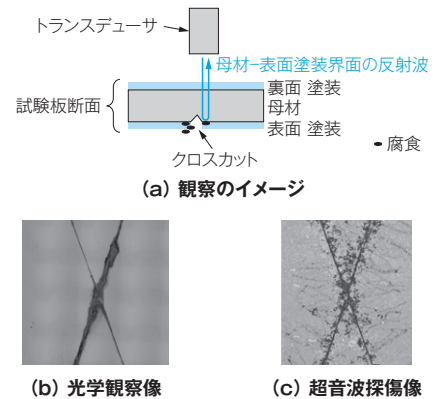 トランスデューサ
母材−表面塗装界面の反射波
試験板断面
裏面 塗装
母材
表面 塗装
クロスカット
腐食
(a) 観察のイメージ
(b) 光学観察像
(c) 超音波探傷像